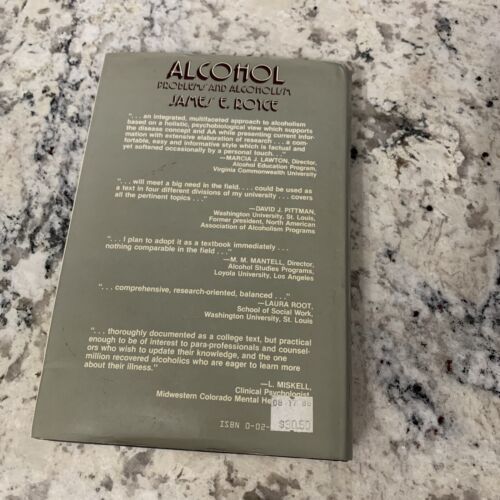 ALCOHOL
PROBLEMS AND ALCOHOLISM
JAMES E. ROYCE
". . . an integrated, multifaceted approach to alcoholism
based on a holistic, psychobiological view which supports
the disease concept and AA while presenting current infor-
mation with extensive elaboration of research . . . a com-
fortable, easy and informative style which is factual and
yet softened occasionally by a personal touch. . ."
—MARCIA J. LAWTON, Director,
Alcohol Education Program,
Virginia Commonwealth University
". . . will meet a big need in the field. . . . could be used as
a text in four different divisions of my university . . . covers
all the pertinent topics . . ."
—DAVID J. PITTMAN,
Washington University, St. Louis,
Former president, North American
Association of Alcoholism Programs
". . . I plan to adopt it as a textbook immediately . . .
nothing comparable in the field . . ."
—M. M. MANTELL, Director,
Alcohol Studies Programs,
Loyola University, Los Angeles
". . . comprehensive, research-oriented, balanced . . ."
—LAURA ROOT,
School of Social Work,
Washington University, St. Louis
". . . thoroughly documented as a college text, but practical
enough to be of interest to para-professionals and counsel-
ors who wish to update their knowledge, and the one
million recovered alcoholics who are eager to learn more
about their illness."
—L. MISKELL,
Clinical Psychologist,
Midwestern Colorado Mental He
ISBN 0-02-